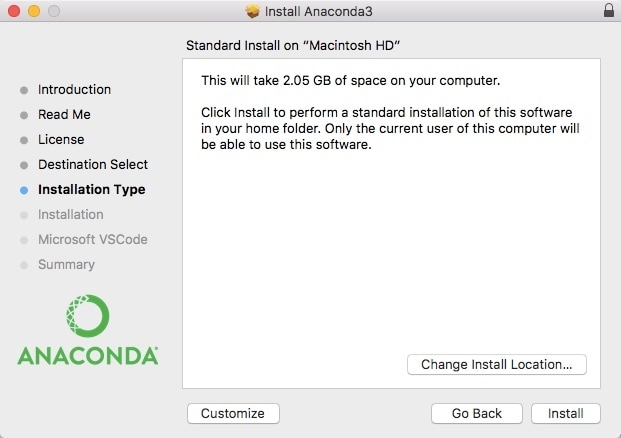 Install Anaconda3
Standard Install on “Macintosh HD”
Introduction
Read Me
License
Destination Select
Installation Type
Installation
Microsoft VSCode
Summary
ANACONDA
This will take 2.05 GB of space on your computer.
Click Install to perform a standard installation of this software
in your home folder. Only the current user of this computer will
be able to use this software.
Change Install Location...
Customize
Go Back
Install